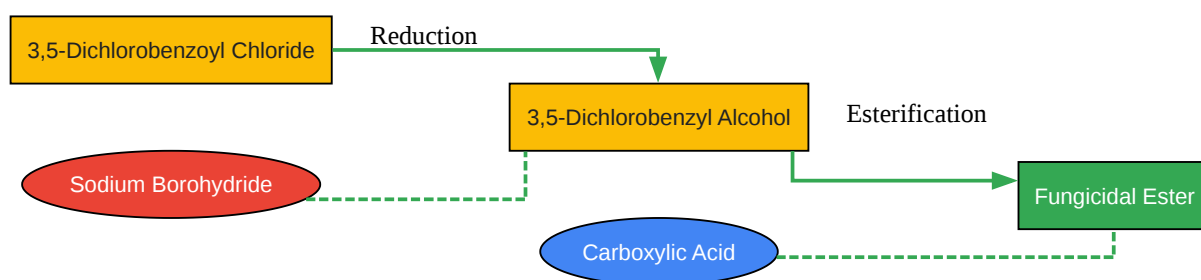 3,5-Dichlorobenzoyl Chloride
Reduction
3,5-Dichlorobenzyl Alcohol
Esterification
Sodium Borohydride
Fungicidal Ester
Carboxylic Acid